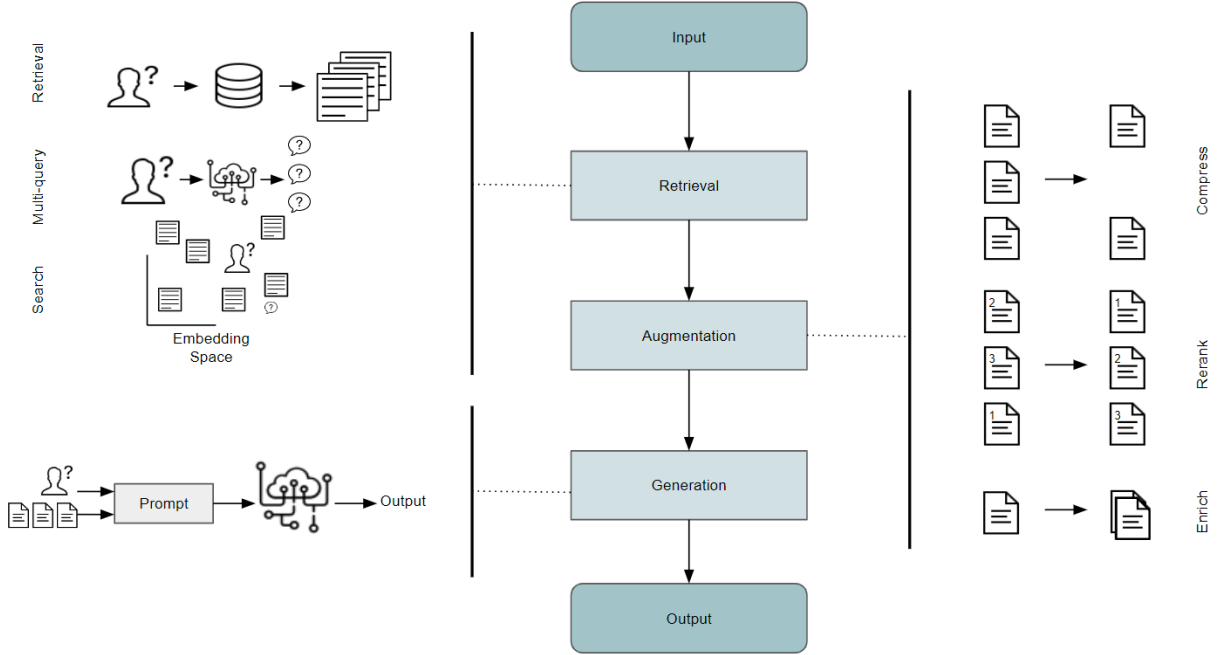 Input
Retrieval
?
Retrieval
Multi-query
?
?
?
?
Search
?
?
Embedding
Space
Augmentation
Compress
2
1
3
2
1
3
Rerank
Generation
?
Prompt
Output
Enrich
Output